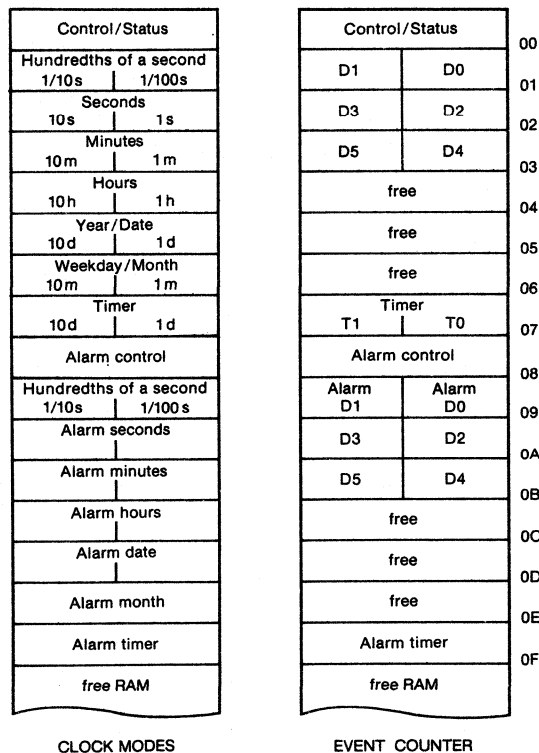 Control/Status
Hundredths of a second
1/10s 1/100s
Seconds
10s 1s
Minutes
10m 1m
Hours
10h 1h
Year/Date
10d 1d
Weekday/Month
10m 1m
Timer
10d 1d
Alarm control
Hundredths of a second
1/10s 1/100s
Alarm seconds
Alarm minutes
Alarm hours
Alarm date
Alarm month
Alarm timer
free RAM
CLOCK MODES
Control/Status
00
D1 D0
01
D3 D2
02
D5 D4
03
free
04
free
05
free
06
Timer
T1 T0
07
Alarm control
08
Alarm Alarm
D1 D0
09
D3 D2
0A
D5 D4
0B
free
0C
free
0D
free
0E
Alarm timer
0F
free RAM
EVENT COUNTER